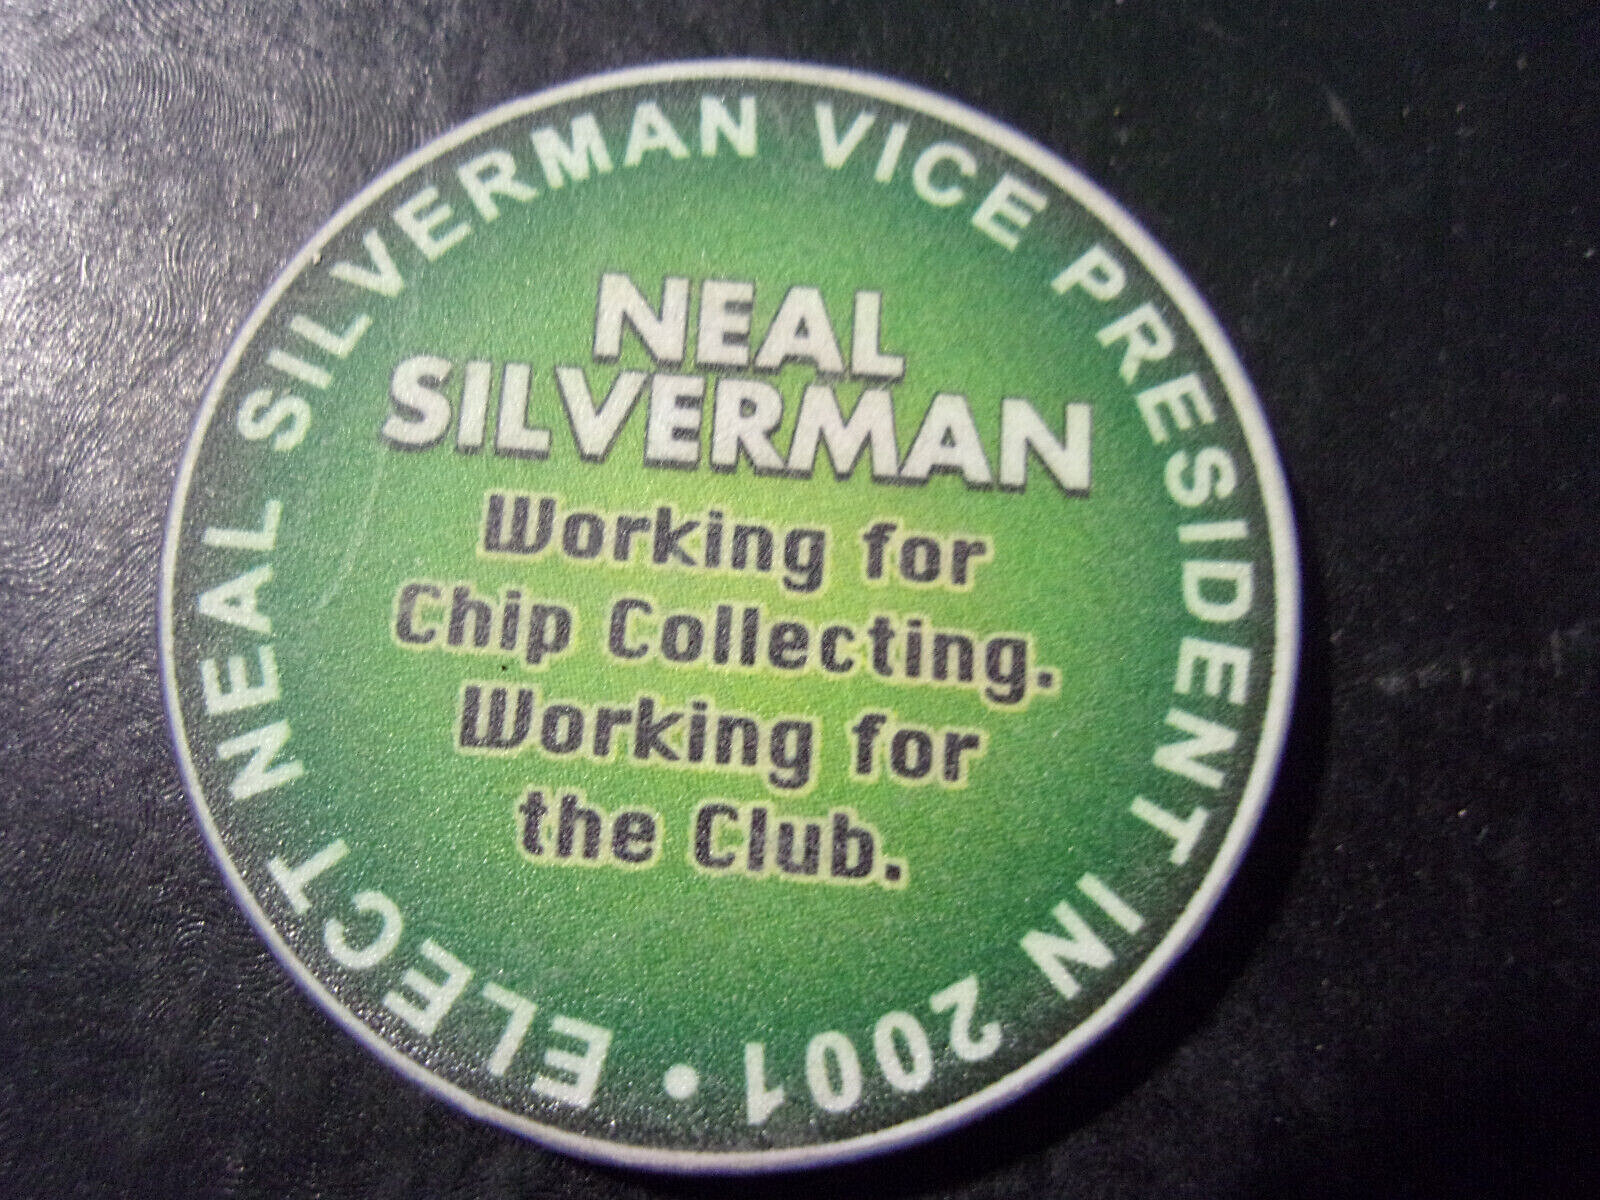 ELECT NEAL SILVERMAN VICE PRESIDENT IN 2001 •
NEAL
SILVERMAN
Working for
Chip Collecting.
Working for
the Club.